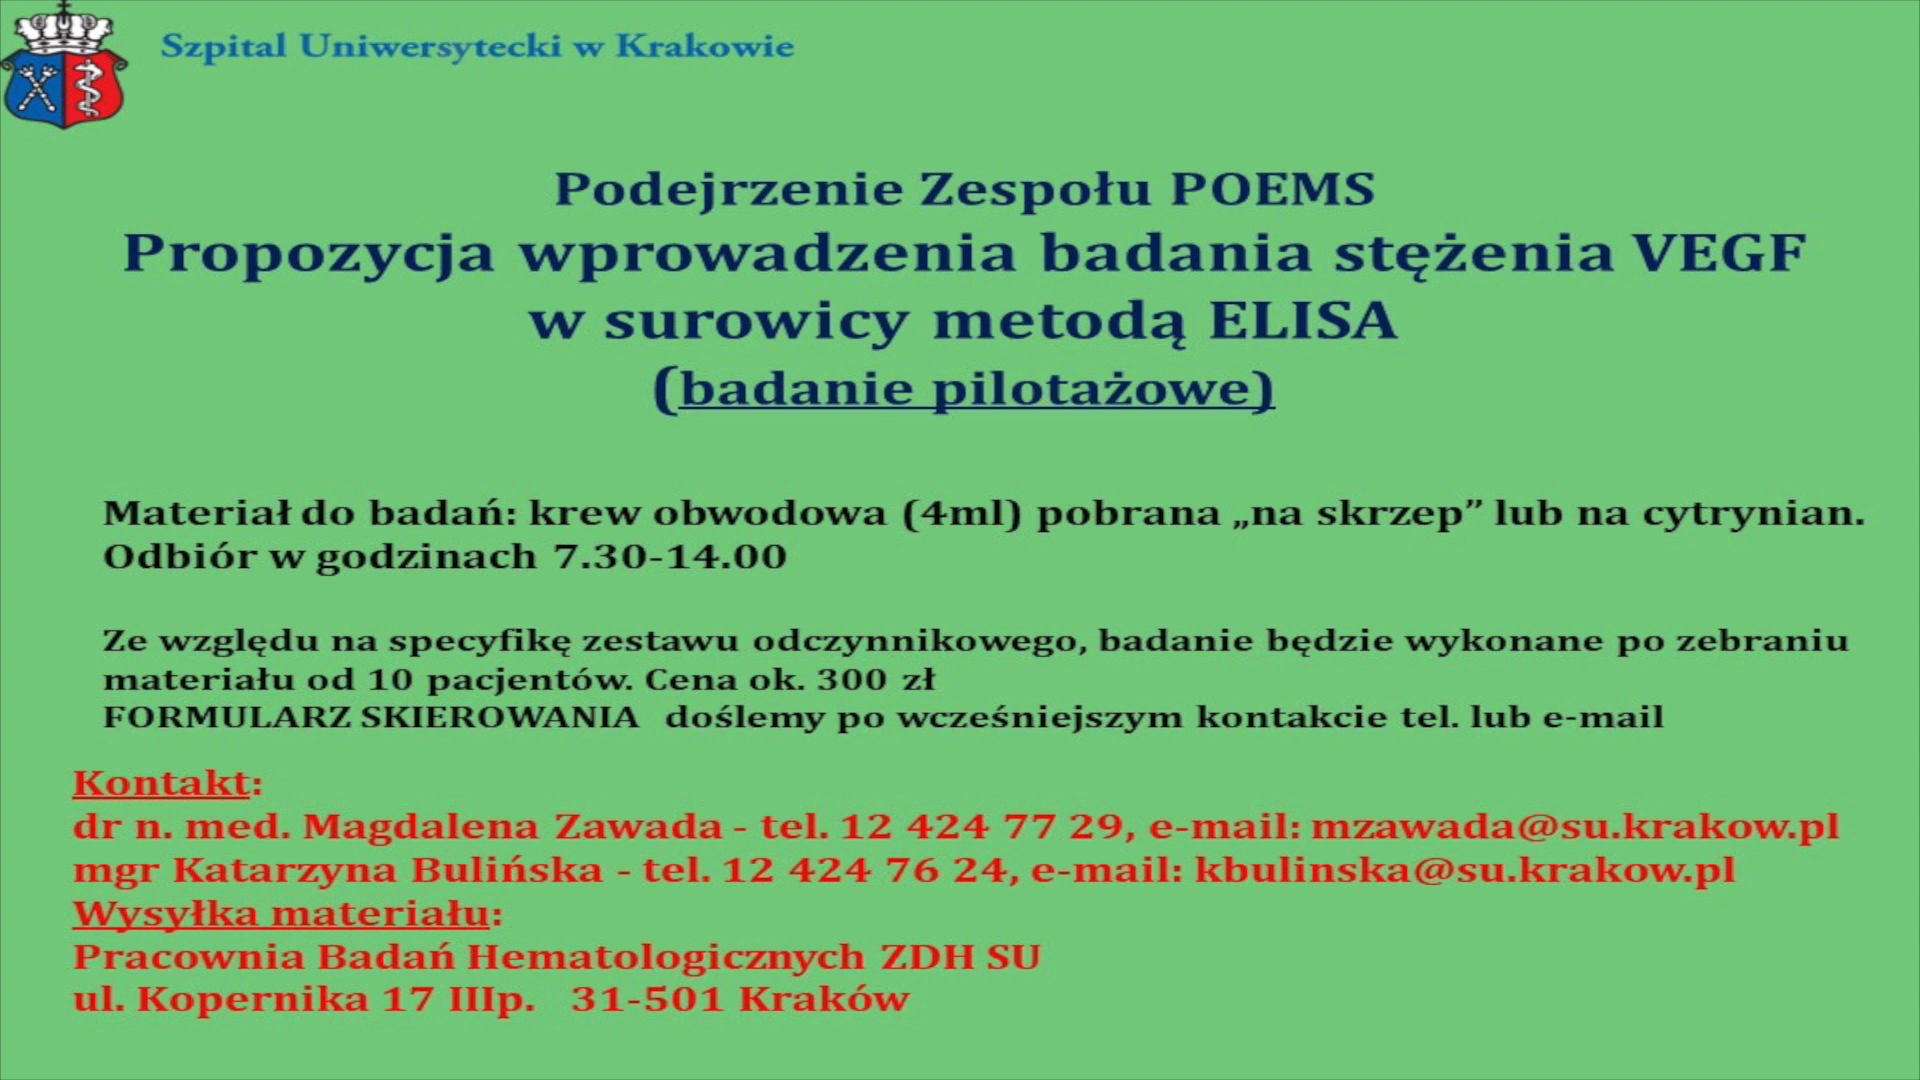 Szpital Uniwersytecki w Krakowie
Podejrzenie Zespołu POEMS
Propozycja wprowadzenia badania stężenia VEGF
w surowicy metodą ELISA
(badanie pilotażowe)
Materiał do badań: krew obwodowa (4ml) pobrana „na skrzep” lub na cytrynian.
Odbiór w godzinach 7.30-14.00
Ze względu na specyfikę zestawu odczynnikowego, badanie będzie wykonane po zebraniu
materiału od 10 pacjentów. Cena ok. 300 zł
FORMULARZ SKIEROWANIA doślemy po wcześniejszym kontakcie tel. lub e-mail
Kontakt:
dr n. med. Magdalena Zawada - tel. 12 424 77 29, e-mail: mzawada@su.krakow.pl
mgr Katarzyna Bulińska - tel. 12 424 76 24, e-mail: kbulinska@su.krakow.pl
Wysyłka materiału:
Pracownia Badań Hematologicznych ZDH SU
ul. Kopernika 17 IIIp. 31-501 Kraków